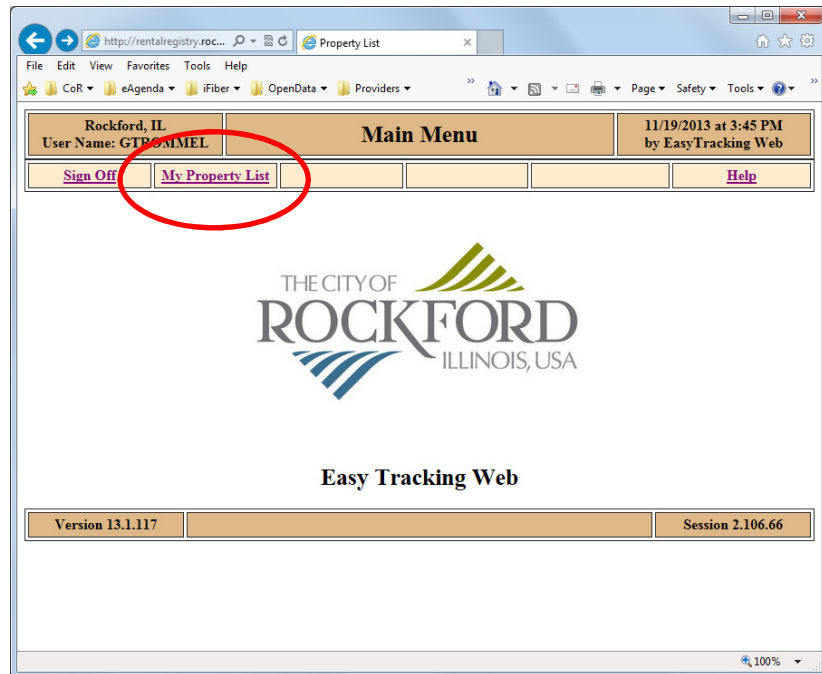 http://rentalregistry.roc... Property List
File Edit View Favorites Tools Help
CoR eAgenda iFiber OpenData Providers » Page Safety Tools »
Rockford, IL
User Name: GTROMMEL
Main Menu
11/19/2013 at 3:45 PM
by EasyTracking Web
Sign Off My Property List Help
THE CITY OF
ROCKFORD
ILLINOIS, USA
Easy Tracking Web
Version 13.1.117 Session 2.106.66
100%